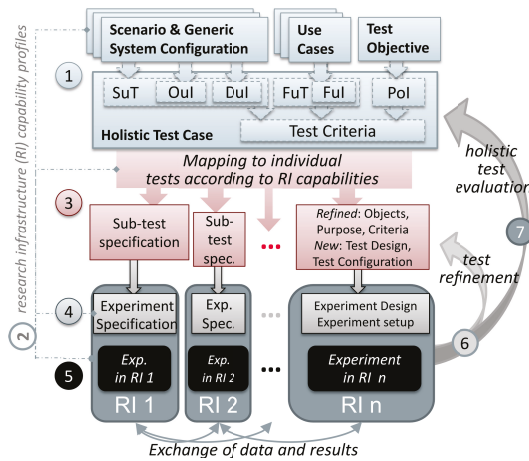 Scenario & Generic
System Configuration
Use
Cases
Test
Objective
1
SuT
OuI
DuI
FuT
FuI
PoI
Holistic Test Case
Test Criteria
research infrastructure (RI) capability profiles
2
Mapping to individual
tests according to RI capabilities
holistic
test
evaluation
7
3
Sub-test
specification
Sub-
test
spec.
...
Refined: Objects,
Purpose, Criteria
New: Test Design,
Test Configuration
test
refinement
6
4
Experiment
Specification
Exp.
Spec.
...
Experiment Design
Experiment setup
5
Exp.
in RI 1
Exp.
in RI 2
...
Experiment
in RI n
RI 1
RI 2
RI n
Exchange of data and results